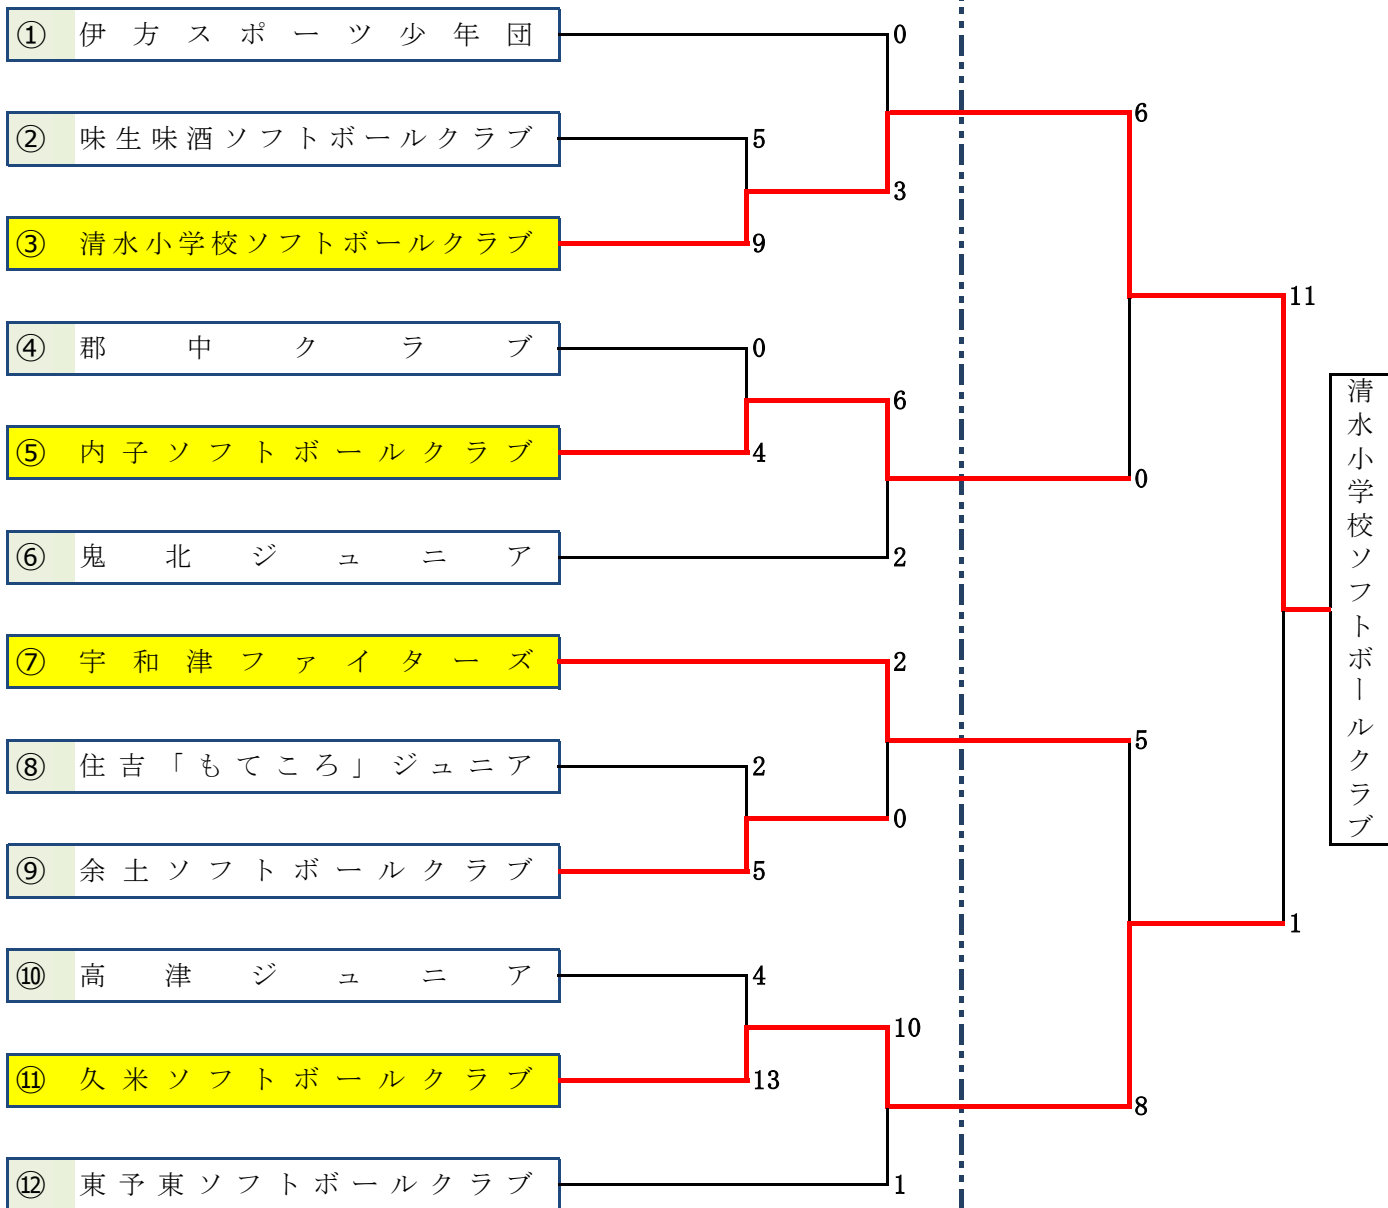 ① 伊方スポーツ少年団
0
6
② 味生味酒ソフトボールクラブ
5
3
③ 清水小学校ソフトボールクラブ
9
11
④ 郡中クラブ
0
6
⑤ 内子ソフトボールクラブ
4
0
⑥ 鬼北ジュニア
2
清水小学校ソフトボールクラブ
⑦ 宇和津ファイターズ
2
5
⑧ 住吉「もてころ」ジュニア
2
0
⑨ 余土ソフトボールクラブ
5
1
⑩ 高津ジュニア
4
10
⑪ 久米ソフトボールクラブ
13
8
⑫ 東予東ソフトボールクラブ
1